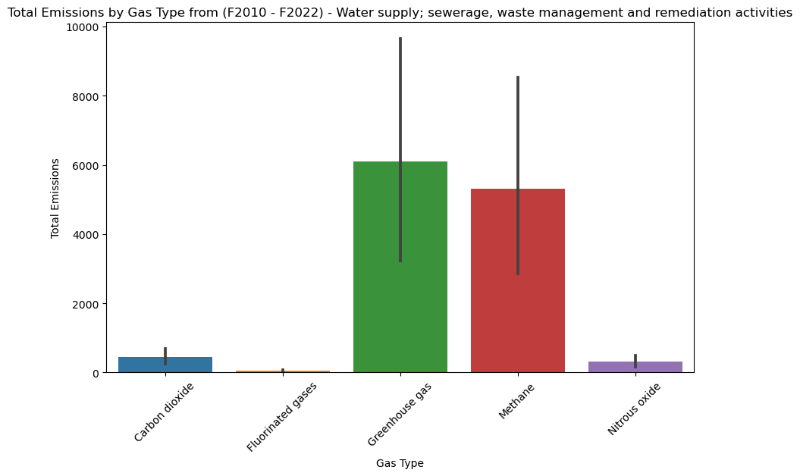 Total Emissions by Gas Type from (F2010 - F2022) - Water supply; sewerage, waste management and remediation activities
10000
8000
6000
4000
2000
0
Total Emissions
Carbon dioxide
Fluorinated gases
Greenhouse gas
Methane
Nitrous oxide
Gas Type